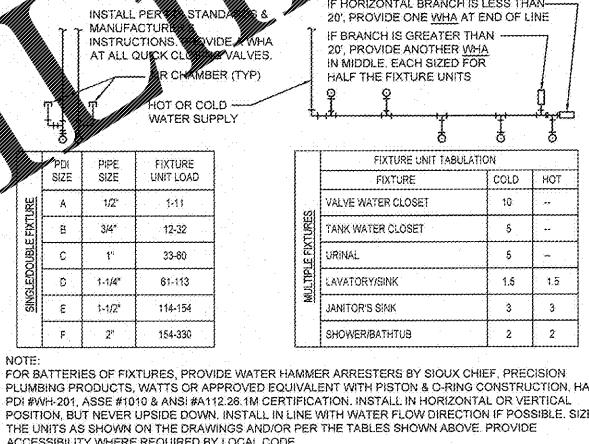 INSTALL PER PDI STANDARDS &
MANUFACTURER'S
INSTRUCTIONS. PROVIDE A WHA
AT ALL QUICK CLOSING VALVES.
AIR CHAMBER (TYP)
HOT OR COLD
WATER SUPPLY
IF HORIZONTAL BRANCH IS LESS THAN
20', PROVIDE ONE WHA AT END OF LINE
IF BRANCH IS GREATER THAN
20', PROVIDE ANOTHER WHA
IN MIDDLE. EACH SIZED FOR
HALF THE FIXTURE UNITS
SINGLE/DOUBLE FIXTURE
PDI SIZE PIPE SIZE FIXTURE UNIT LOAD
A 1/2" 1-11
B 3/4" 12-32
C 1" 33-60
D 1-1/4" 61-113
E 1-1/2" 114-154
F 2" 154-330
MULTIPLE FIXTURES
FIXTURE UNIT TABULATION
FIXTURE COLD HOT
VALVE WATER CLOSET 10 --
TANK WATER CLOSET 5 --
URINAL 5 --
LAVATORY/SINK 1.5 1.5
JANITOR'S SINK 3 3
SHOWER/BATHTUB 2 2
NOTE:
FOR BATTERIES OF FIXTURES, PROVIDE WATER HAMMER ARRESTERS BY SIOUX CHIEF, PRECISION
PLUMBING PRODUCTS, WATTS OR APPROVED EQUIVALENT WITH PISTON & O-RING CONSTRUCTION, HA
PDI #WH-201, ASSE #1010 & ANSI #A112.26.1M CERTIFICATION. INSTALL IN HORIZONTAL OR VERTICAL
POSITION, BUT NEVER UPSIDE DOWN. INSTALL IN LINE WITH WATER FLOW DIRECTION IF POSSIBLE. SIZE
THE UNITS AS SHOWN ON THE DRAWINGS AND/OR PER THE TABLES SHOWN ABOVE. PROVIDE
ACCESSIBILITY WHERE REQUIRED BY LOCAL CODE